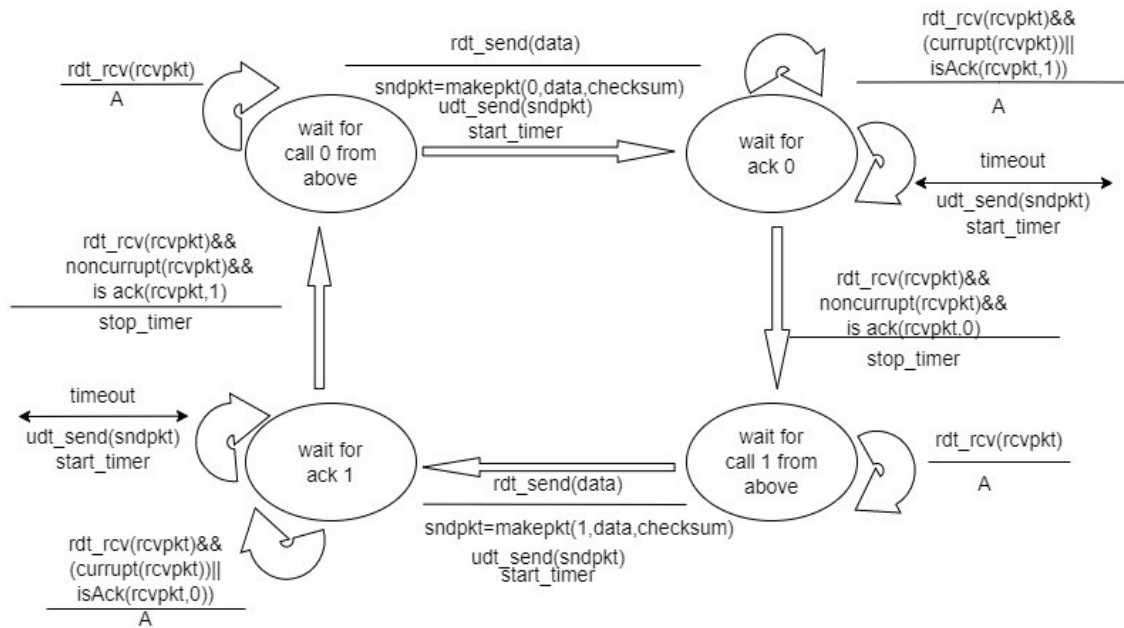 rdt_rcv(rcvpkt)
A
wait for
call 0 from
above
rdt_send(data)
sndpkt=makepkt(0,data,checksum)
udt_send(sndpkt)
start_timer
wait for
ack 0
rdt_rcv(rcvpkt)&&
(currupt(rcvpkt))||
isAck(rcvpkt,1))
A
timeout
udt_send(sndpkt)
start_timer
rdt_rcv(rcvpkt)&&
noncurrupt(rcvpkt)&&
is ack(rcvpkt,1)
stop_timer
rdt_rcv(rcvpkt)&&
noncurrupt(rcvpkt)&&
is ack(rcvpkt,0)
stop_timer
timeout
udt_send(sndpkt)
start_timer
wait for
ack 1
rdt_send(data)
sndpkt=makepkt(1,data,checksum)
udt_send(sndpkt)
start_timer
wait for
call 1 from
above
rdt_rcv(rcvpkt)
A
rdt_rcv(rcvpkt)&&
(currupt(rcvpkt))||
isAck(rcvpkt,0))
A